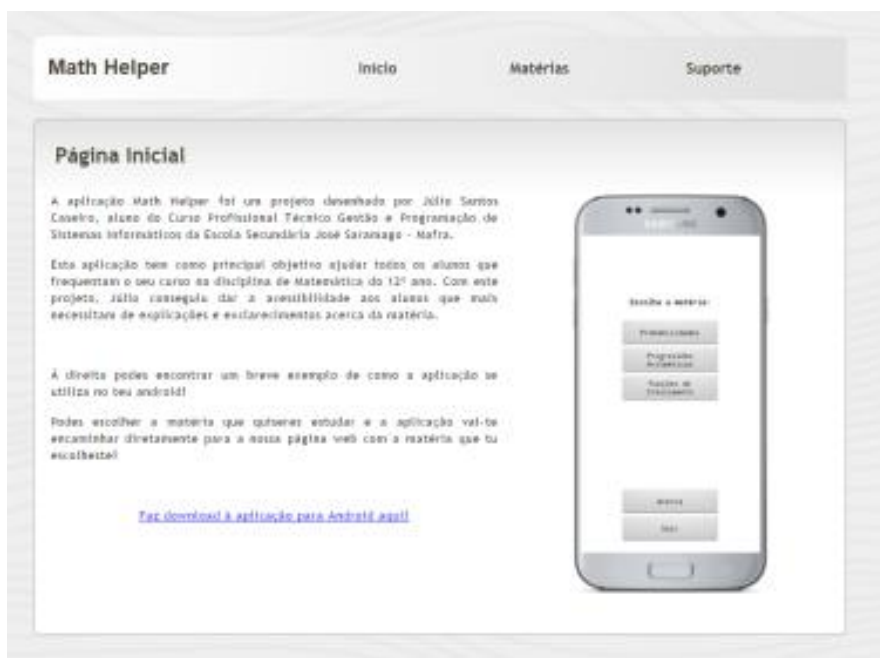 Math Helper
Inicio
Matérias
Suporte
Página Inicial
A aplicação Math Helper foi um projeto desenhado por Júlio Santos
Caseiro, aluno do Curso Profissional Técnico Gestão e Programação de
Sistemas Informáticos da Escola Secundária José Saramago - Mafra.
Esta aplicação tem como principal objetivo ajudar todos os alunos que
frequentam o seu curso na disciplina de Matemática do 12º ano. Com este
projeto, Júlio conseguiu dar a acessibilidade aos alunos que mais
necessitam de explicações e esclarecimentos acerca da matéria.
À direita podes encontrar um breve exemplo de como a aplicação se
utiliza no teu android!
Podes escolher a matéria que quiseres estudar e a aplicação vai-te
encaminhar diretamente para a nossa página web com a matéria que tu
escolheste!
Faz download à aplicação para Android aqui!
Escolha a matéria:
Probabilidades
Progressões
Aritméticas
Funções de
Crescimento
Sair